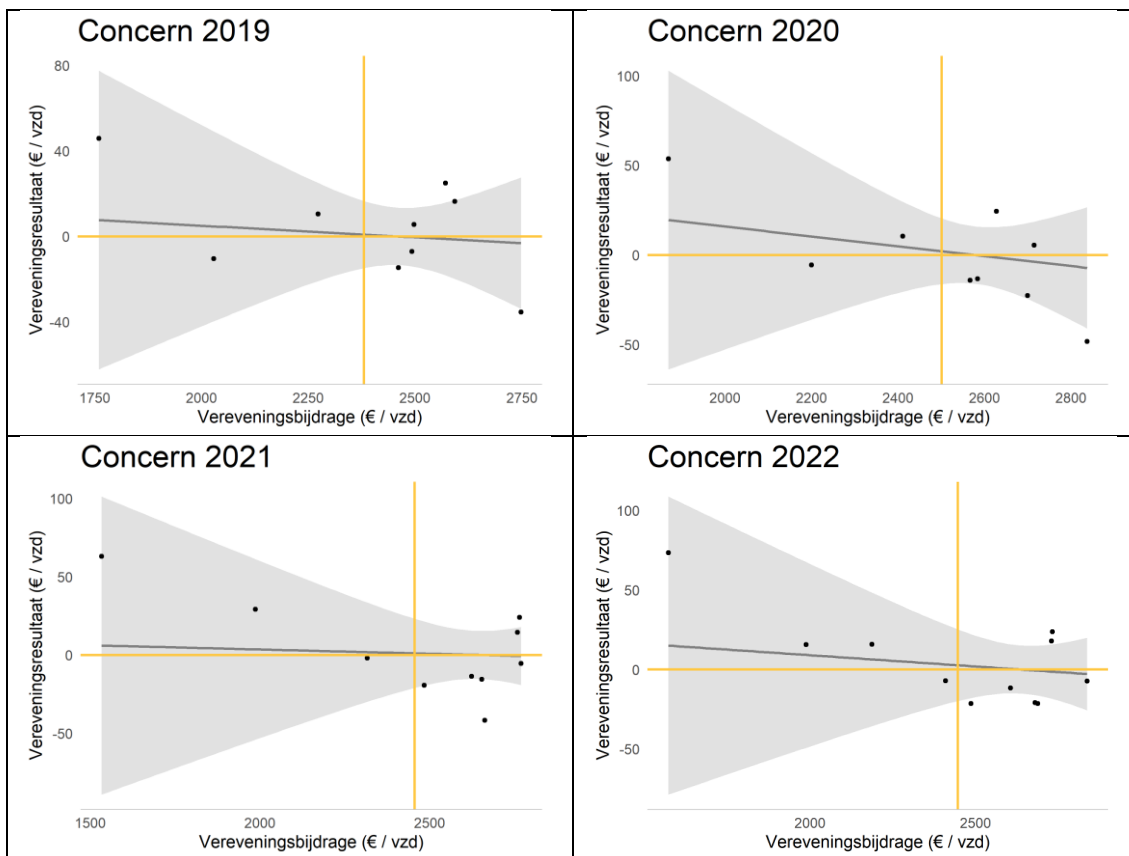 Concern 2019
80
40
0
-40
Vereveningsresultaat (€ / vzd)
1750 2000 2250 2500 2750
Vereveningsbijdrage (€ / vzd)
Concern 2020
100
50
0
-50
Vereveningsresultaat (€ / vzd)
2000 2200 2400 2600 2800
Vereveningsbijdrage (€ / vzd)
Concern 2021
100
50
0
-50
Vereveningsresultaat (€ / vzd)
1500 2000 2500
Vereveningsbijdrage (€ / vzd)
Concern 2022
100
50
0
-50
Vereveningsresultaat (€ / vzd)
2000 2500
Vereveningsbijdrage (€ / vzd)